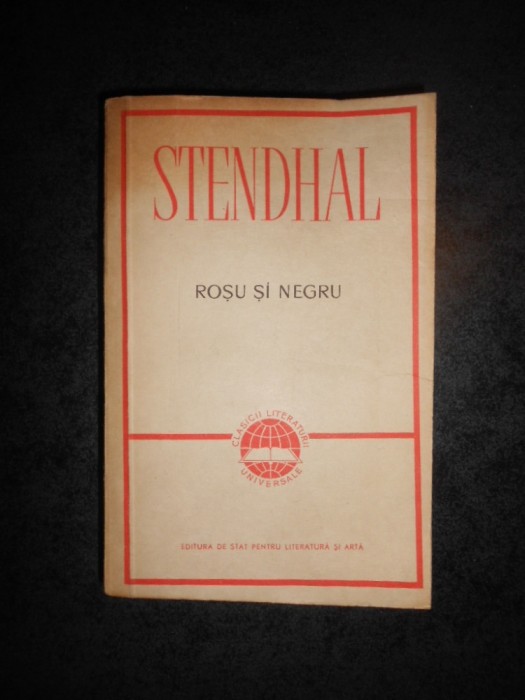 STENDHAL
ROȘU ȘI NEGRU
CLASICII LITERATURII
UNIVERSALE
EDITURA DE STAT PENTRU LITERATURĂ ȘI ARTĂ